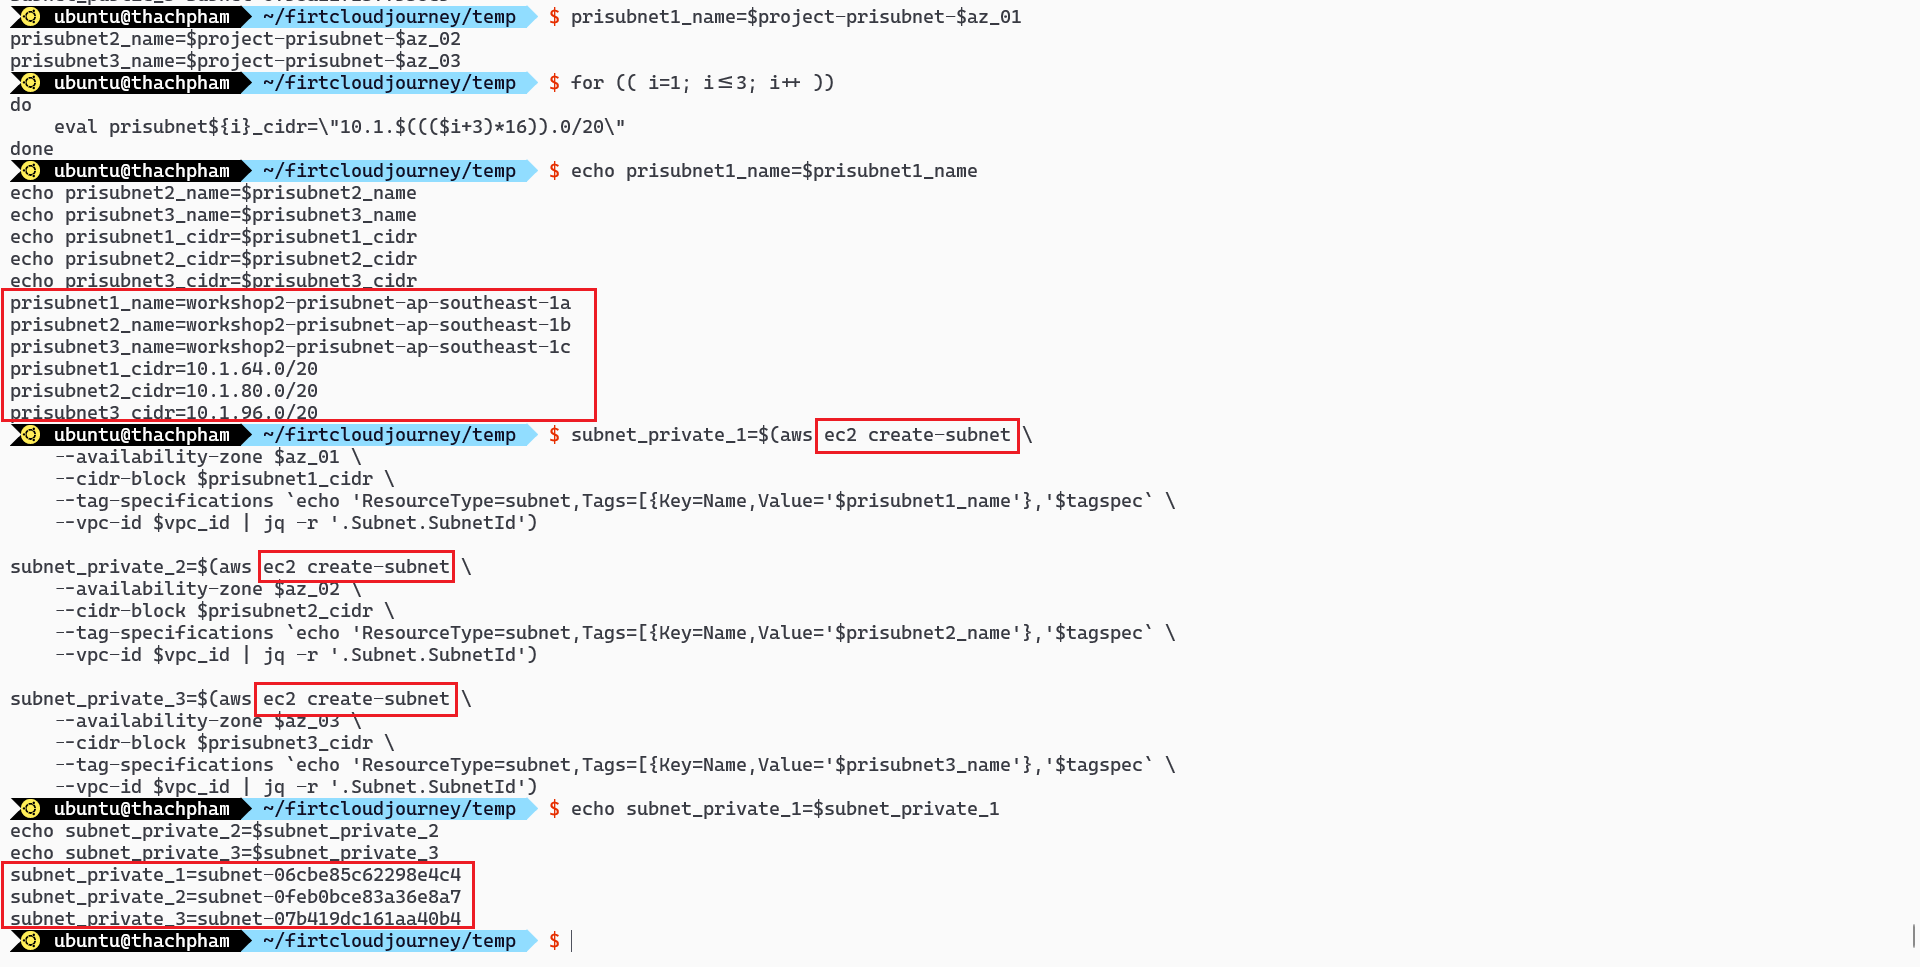 ubuntu@thachpham ~/firtcloudjourney/temp $ prisubnet1_name=$project-prisubnet-$az_01
prisubnet2_name=$project-prisubnet-$az_02
prisubnet3_name=$project-prisubnet-$az_03
ubuntu@thachpham ~/firtcloudjourney/temp $ for (( i=1; i≤3; i++ ))
do
    eval prisubnet${i}_cidr=\"10.1.$((($i+3)*16)).0/20\"
done
ubuntu@thachpham ~/firtcloudjourney/temp $ echo prisubnet1_name=$prisubnet1_name
echo prisubnet2_name=$prisubnet2_name
echo prisubnet3_name=$prisubnet3_name
echo prisubnet1_cidr=$prisubnet1_cidr
echo prisubnet2_cidr=$prisubnet2_cidr
echo prisubnet3_cidr=$prisubnet3_cidr
prisubnet1_name=workshop2-prisubnet-ap-southeast-1a
prisubnet2_name=workshop2-prisubnet-ap-southeast-1b
prisubnet3_name=workshop2-prisubnet-ap-southeast-1c
prisubnet1_cidr=10.1.64.0/20
prisubnet2_cidr=10.1.80.0/20
prisubnet3_cidr=10.1.96.0/20
ubuntu@thachpham ~/firtcloudjourney/temp $ subnet_private_1=$(aws ec2 create-subnet \
    --availability-zone $az_01 \
    --cidr-block $prisubnet1_cidr \
    --tag-specifications `echo 'ResourceType=subnet,Tags=[{Key=Name,Value='$prisubnet1_name'},'$tagspec` \
    --vpc-id $vpc_id | jq -r '.Subnet.SubnetId')
subnet_private_2=$(aws ec2 create-subnet \
    --availability-zone $az_02 \
    --cidr-block $prisubnet2_cidr \
    --tag-specifications `echo 'ResourceType=subnet,Tags=[{Key=Name,Value='$prisubnet2_name'},'$tagspec` \
    --vpc-id $vpc_id | jq -r '.Subnet.SubnetId')
subnet_private_3=$(aws ec2 create-subnet \
    --availability-zone $az_03 \
    --cidr-block $prisubnet3_cidr \
    --tag-specifications `echo 'ResourceType=subnet,Tags=[{Key=Name,Value='$prisubnet3_name'},'$tagspec` \
    --vpc-id $vpc_id | jq -r '.Subnet.SubnetId')
ubuntu@thachpham ~/firtcloudjourney/temp $ echo subnet_private_1=$subnet_private_1
echo subnet_private_2=$subnet_private_2
echo subnet_private_3=$subnet_private_3
subnet_private_1=subnet-06cbe85c62298e4c4
subnet_private_2=subnet-0feb0bce83a36e8a7
subnet_private_3=subnet-07b419dc161aa40b4
ubuntu@thachpham ~/firtcloudjourney/temp $